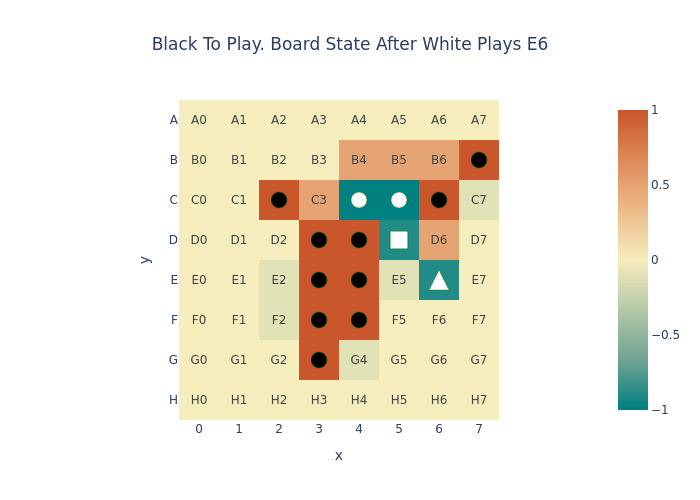 Black To Play. Board State After White Plays E6
A A0 A1 A2 A3 A4 A5 A6 A7
B B0 B1 B2 B3 B4 B5 B6
C C0 C1 C3 C7
D D0 D1 D2 D6 D7
E E0 E1 E2 E5 E7
F F0 F1 F2 F5 F6 F7
G G0 G1 G2 G4 G5 G6 G7
H H0 H1 H2 H3 H4 H5 H6 H7
0 1 2 3 4 5 6 7
x
y
1
0.5
0
−0.5
−1